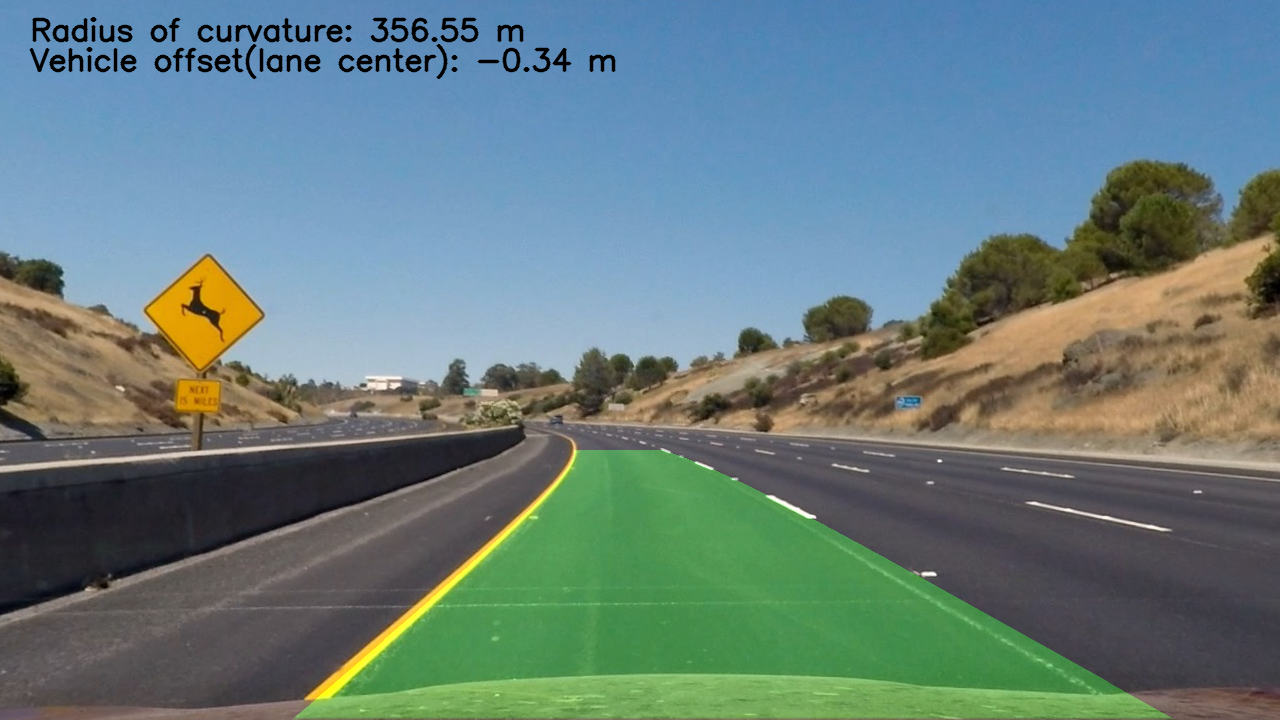 Radius of curvature: 356.55 m
Vehicle offset(lane center): −0.34 m
NEXT
15 MILES